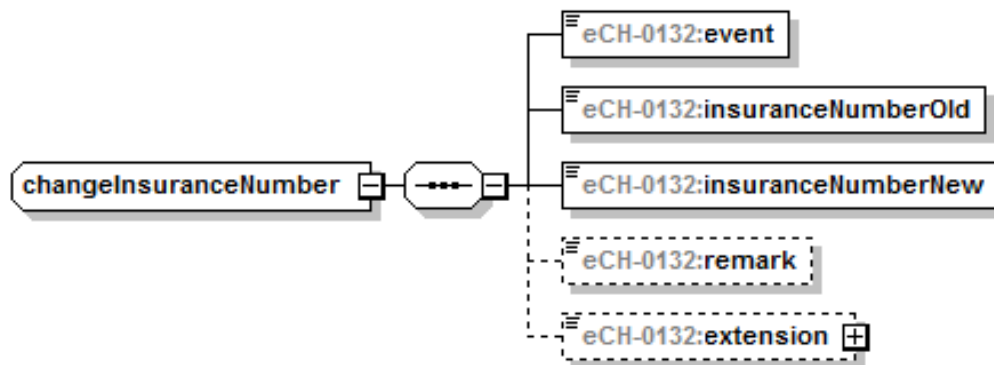 eCH-0132:event
eCH-0132:insuranceNumberOld
changeInsuranceNumber
eCH-0132:insuranceNumberNew
eCH-0132:remark
eCH-0132:extension